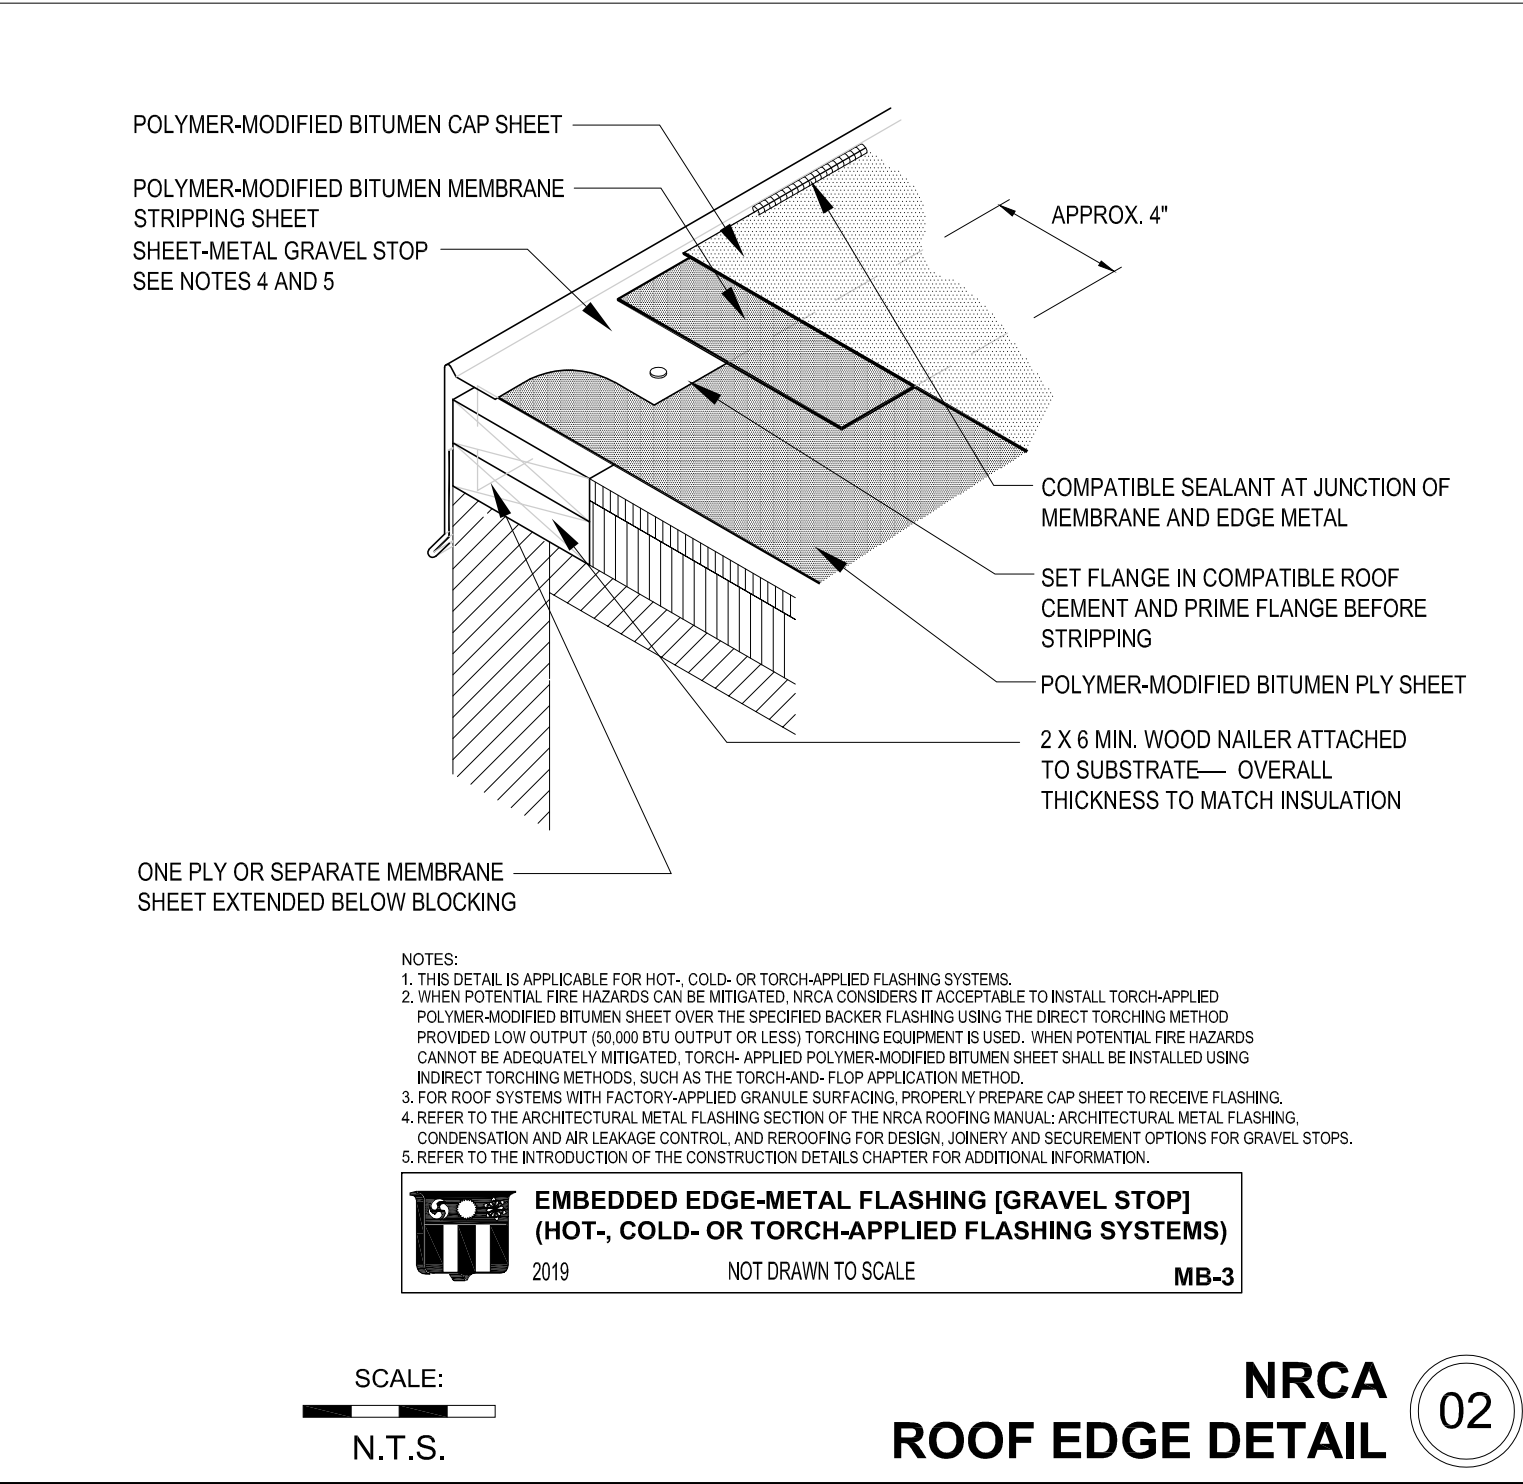 POLYMER-MODIFIED BITUMEN CAP SHEET
POLYMER-MODIFIED BITUMEN MEMBRANE
STRIPPING SHEET
SHEET-METAL GRAVEL STOP
SEE NOTES 4 AND 5
APPROX. 4"
COMPATIBLE SEALANT AT JUNCTION OF
MEMBRANE AND EDGE METAL
SET FLANGE IN COMPATIBLE ROOF
CEMENT AND PRIME FLANGE BEFORE
STRIPPING
POLYMER-MODIFIED BITUMEN PLY SHEET
2 X 6 MIN. WOOD NAILER ATTACHED
TO SUBSTRATE— OVERALL
THICKNESS TO MATCH INSULATION
ONE PLY OR SEPARATE MEMBRANE
SHEET EXTENDED BELOW BLOCKING
NOTES:
1. THIS DETAIL IS APPLICABLE FOR HOT-, COLD- OR TORCH-APPLIED FLASHING SYSTEMS.
2. WHEN POTENTIAL FIRE HAZARDS CAN BE MITIGATED, NRCA CONSIDERS IT ACCEPTABLE TO INSTALL TORCH-APPLIED
POLYMER-MODIFIED BITUMEN SHEET OVER THE SPECIFIED BACKER FLASHING USING THE DIRECT TORCHING METHOD
PROVIDED LOW OUTPUT (50,000 BTU OUTPUT OR LESS) TORCHING EQUIPMENT IS USED. WHEN POTENTIAL FIRE HAZARDS
CANNOT BE ADEQUATELY MITIGATED, TORCH- APPLIED POLYMER-MODIFIED BITUMEN SHEET SHALL BE INSTALLED USING
INDIRECT TORCHING METHODS, SUCH AS THE TORCH-AND- FLOP APPLICATION METHOD.
3. FOR ROOF SYSTEMS WITH FACTORY-APPLIED GRANULE SURFACING, PROPERLY PREPARE CAP SHEET TO RECEIVE FLASHING.
4. REFER TO THE ARCHITECTURAL METAL FLASHING SECTION OF THE NRCA ROOFING MANUAL: ARCHITECTURAL METAL FLASHING,
CONDENSATION AND AIR LEAKAGE CONTROL, AND REROOFING FOR DESIGN, JOINERY AND SECUREMENT OPTIONS FOR GRAVEL STOPS.
5. REFER TO THE INTRODUCTION OF THE CONSTRUCTION DETAILS CHAPTER FOR ADDITIONAL INFORMATION.
EMBEDDED EDGE-METAL FLASHING [GRAVEL STOP]
(HOT-, COLD- OR TORCH-APPLIED FLASHING SYSTEMS)
2019 NOT DRAWN TO SCALE MB-3
SCALE:
N.T.S.
NRCA
ROOF EDGE DETAIL
02